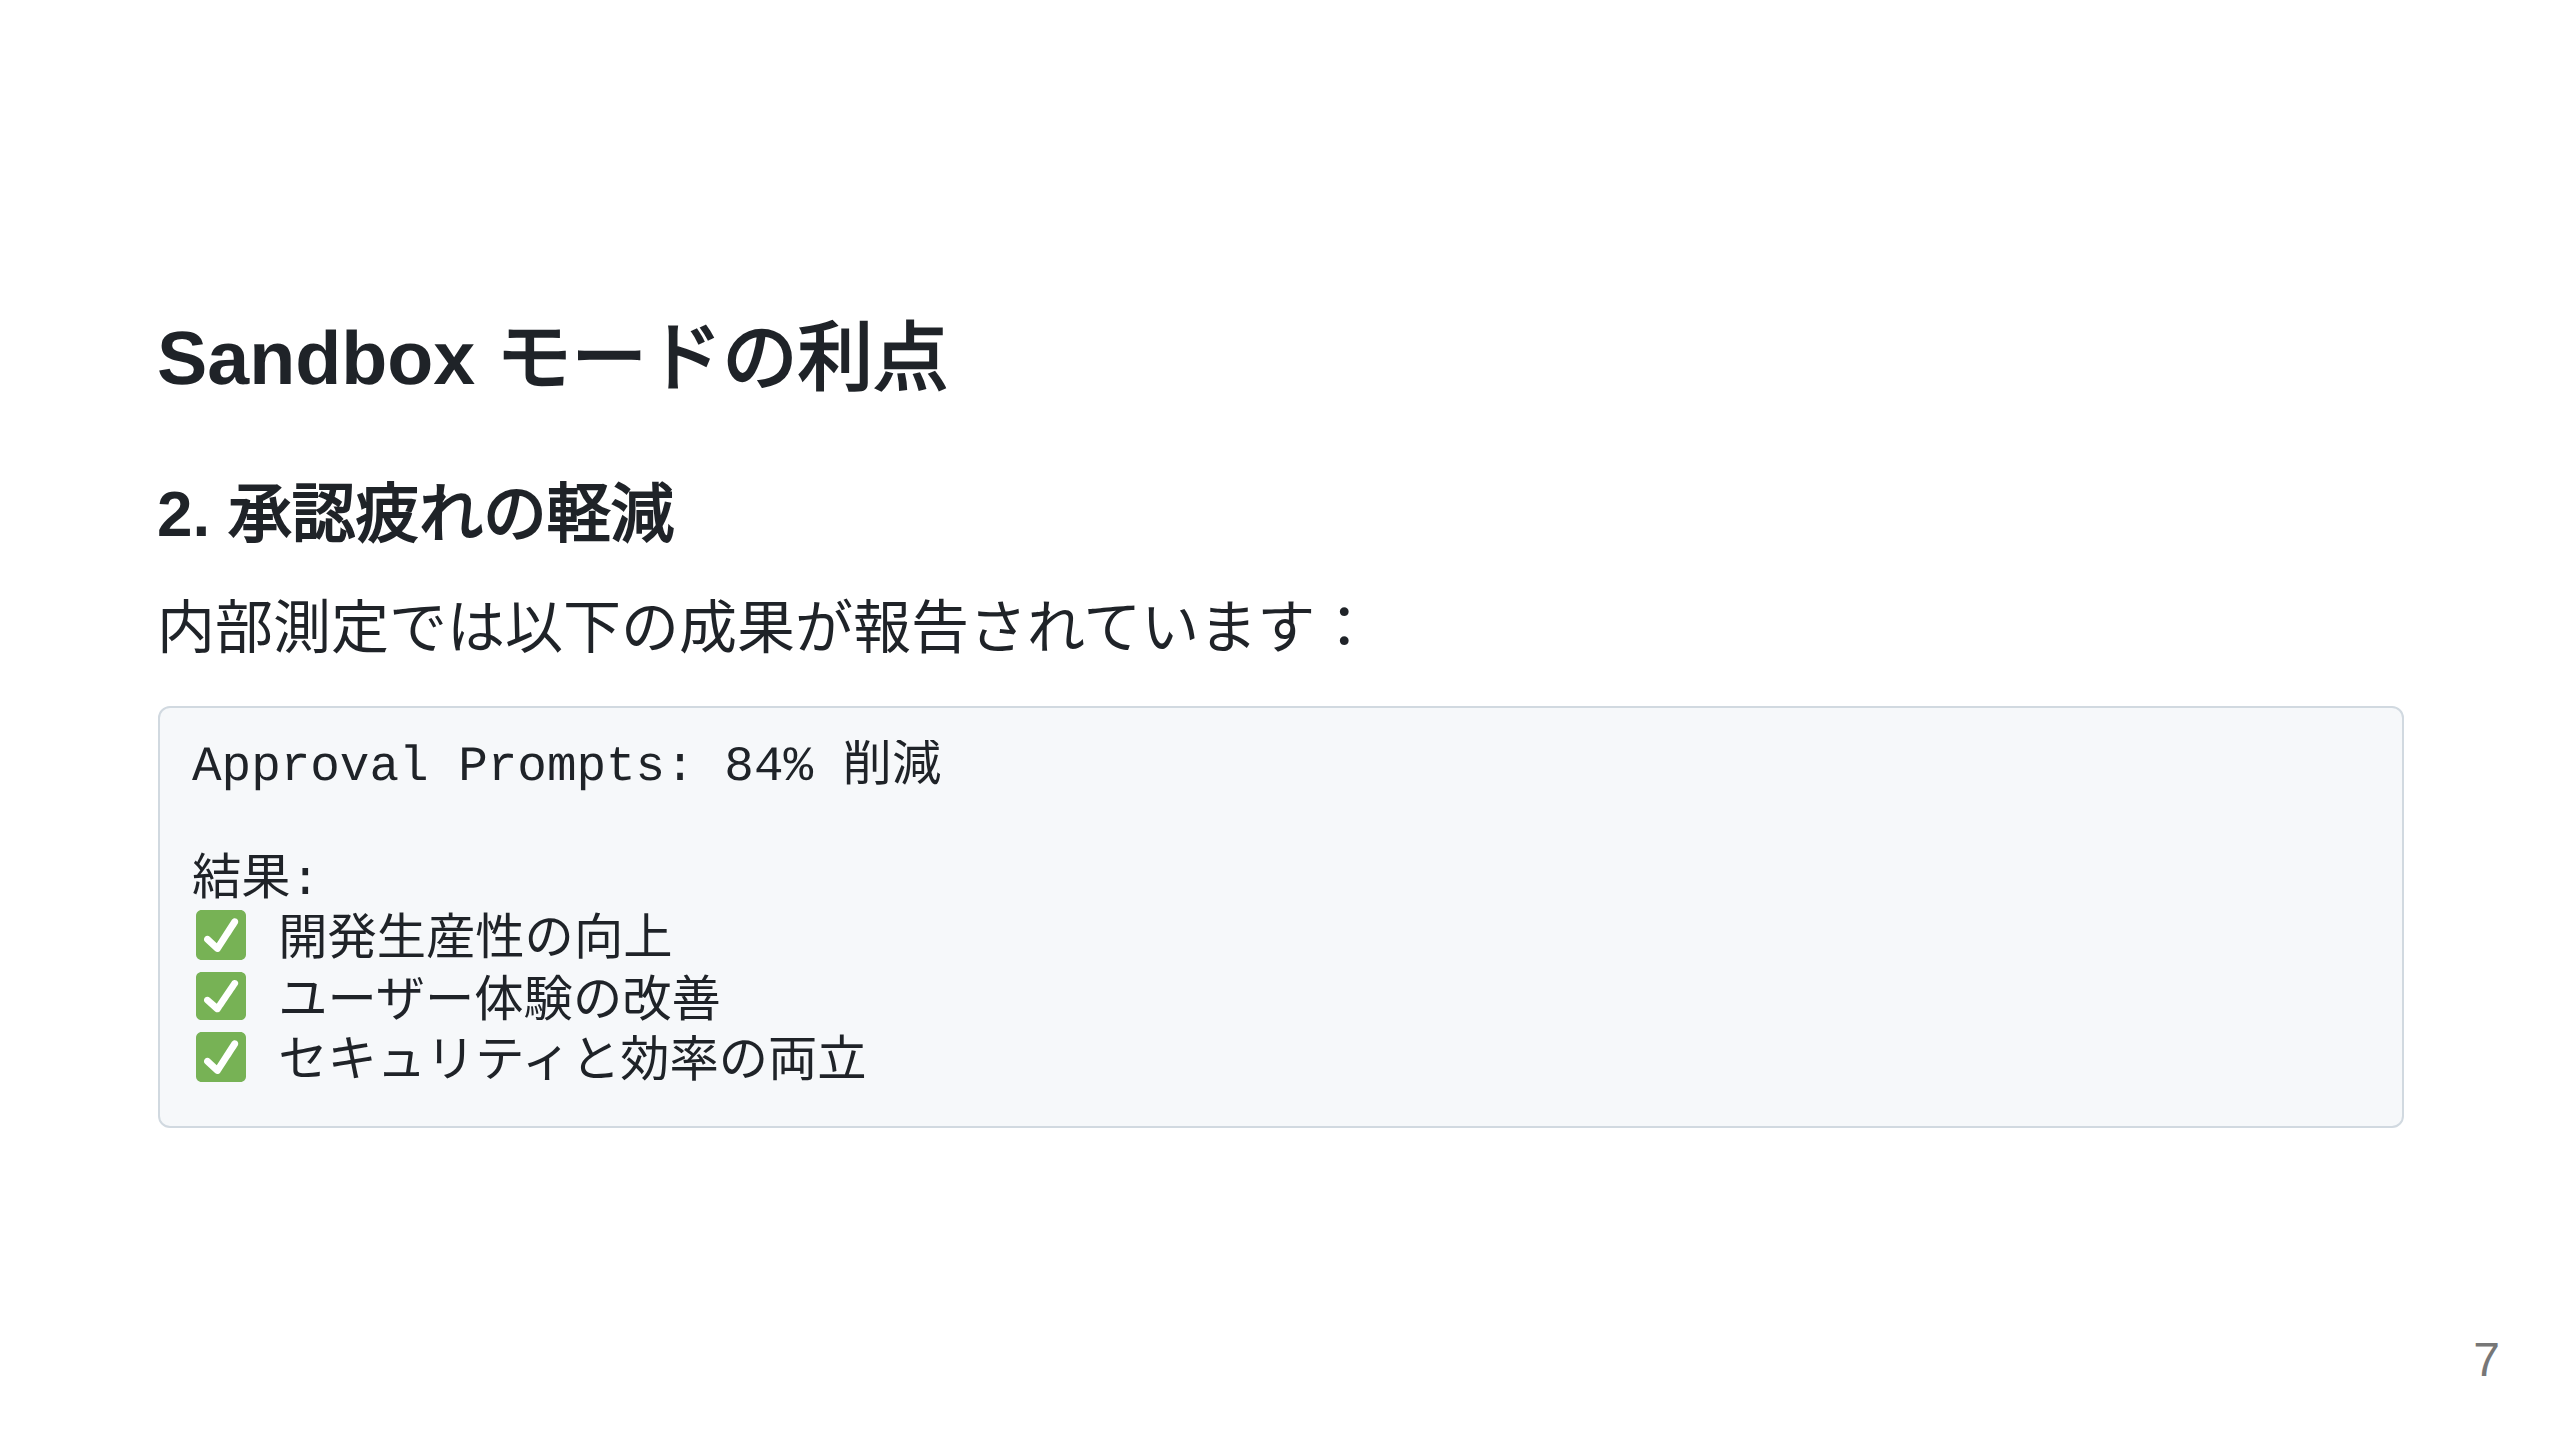 Sandbox モードの利点
2. 承認疲れの軽減
内部測定では以下の成果が報告されています：
Approval Prompts: 84% 削減
結果:
✅ 開発生産性の向上
✅ ユーザー体験の改善
✅ セキュリティと効率の両立
7